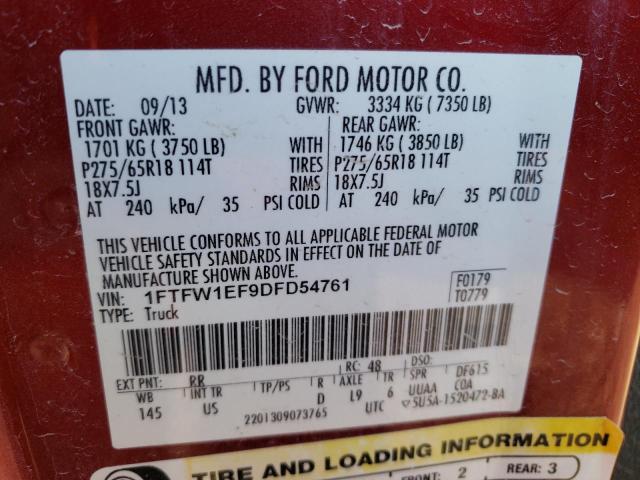 MFD. BY FORD MOTOR CO.
DATE: 09/13 GVWR: 3334 KG ( 7350 LB)
FRONT GAWR: REAR GAWR:
1701 KG ( 3750 LB) WITH 1746 KG ( 3850 LB) WITH
P275/65R18 114T TIRES P275/65R18 114T TIRES
18X7.5J RIMS 18X7.5J RIMS
AT 240 kPa/ 35 PSI COLD AT 240 kPa/ 35 PSI COLD
THIS VEHICLE CONFORMS TO ALL APPLICABLE FEDERAL MOTOR
VEHICLE SAFETY STANDARDS IN EFFECT ON THE DATE OF
MANUFACTURE SHOWN ABOVE.
VIN: 1FTFW1EF9DFD54761 F0179
TYPE: Truck T0779
EXT PNT: RR RC: 48 DSO:
WB INT TR TP/PS R AXLE TR SPR DF615
145 US D L9 6 UUAA COA
2201309073765 UTC 5U5A-1520472-BA
TIRE AND LOADING INFORMATION
FRONT: 2 REAR: 3